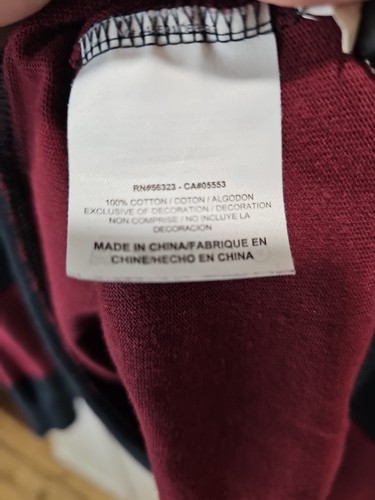 RN#56323 - CA#05553
100% COTTON / COTON / ALGODON
EXCLUSIVE OF DECORATION / DECORATION
NON COMPRISE / NO INCLUYE LA
DECORACION
MADE IN CHINA/FABRIQUE EN
CHINE/HECHO EN CHINA